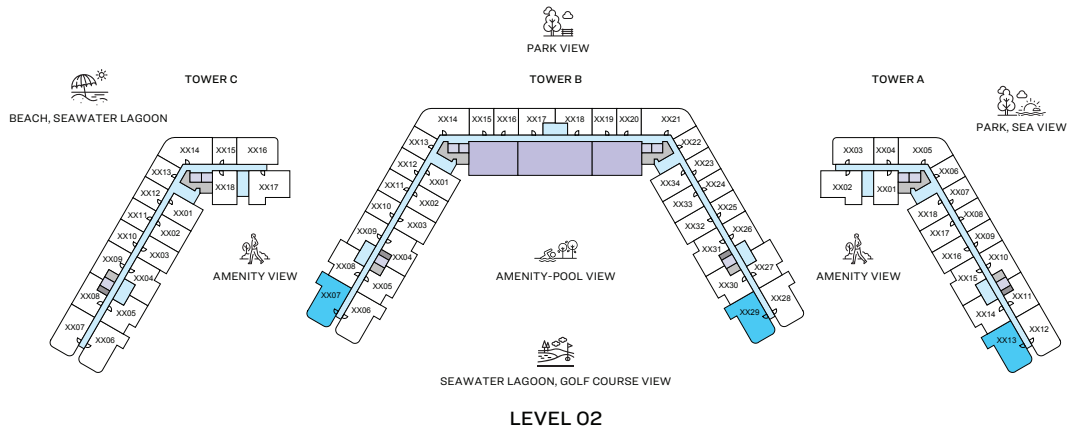 PARK VIEW
TOWER C
TOWER B
TOWER A
BEACH, SEAWATER LAGOON
PARK, SEA VIEW
XX14
XX15
XX16
XX13
XX12
XX11
XX10
XX09
XX08
XX07
XX06
XX05
XX04
XX03
XX02
XX01
XX18
XX17
AMENITY VIEW
XX14
XX15
XX16
XX17
XX18
XX19
XX20
XX21
XX13
XX12
XX11
XX10
XX09
XX08
XX07
XX06
XX05
XX04
XX03
XX02
XX01
XX22
XX23
XX24
XX25
XX26
XX27
XX28
XX29
XX30
XX31
XX32
XX33
XX34
AMENITY-POOL VIEW
XX03
XX04
XX05
XX02
XX01
XX06
XX07
XX08
XX09
XX10
XX11
XX12
XX13
XX14
XX15
XX16
XX17
XX18
AMENITY VIEW
SEAWATER LAGOON, GOLF COURSE VIEW
LEVEL 02